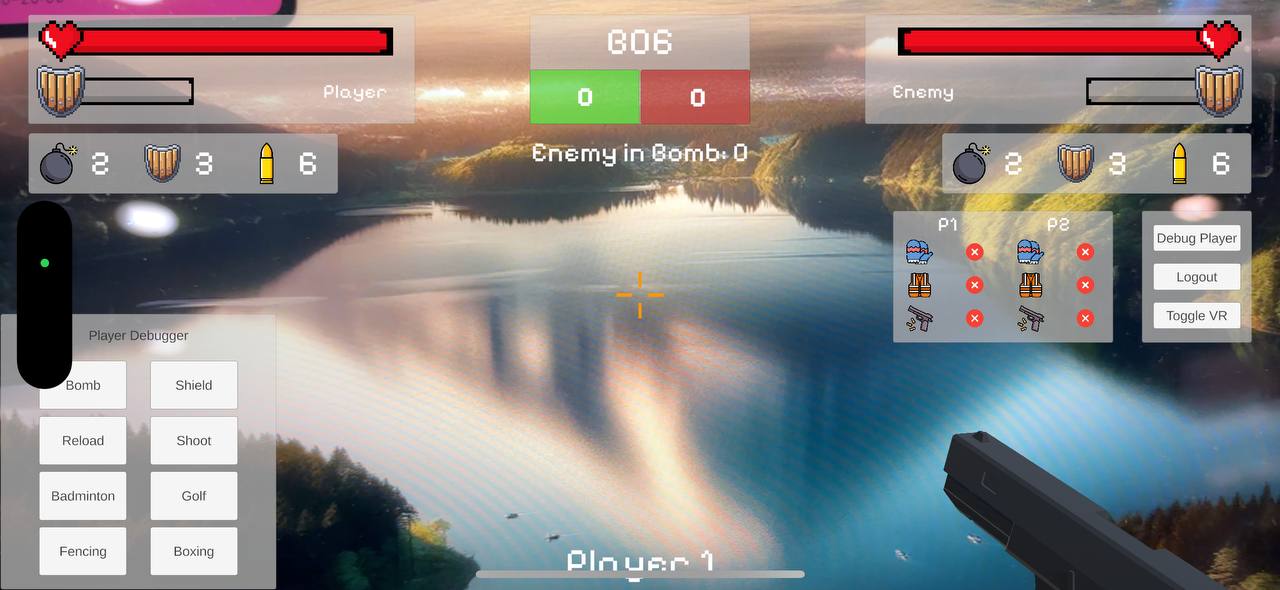 B06
Player
0
0
Enemy
Enemy in Bomb: 0
2
3
6
2
3
6
P1
P2
Debug Player
Logout
Toggle VR
Player Debugger
Bomb
Shield
Reload
Shoot
Badminton
Golf
Fencing
Boxing
Player 1